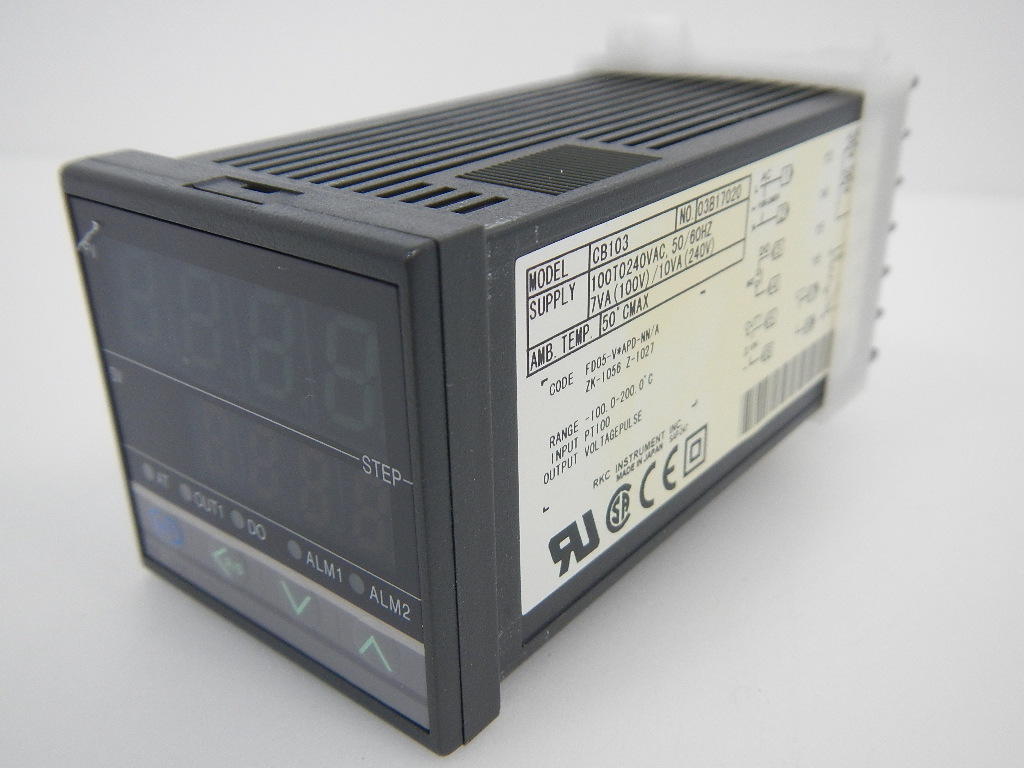 STEP
AT OUT1 DO ALM1 ALM2
MODEL CB103 NO. 03B17020
SUPPLY 100TO240VAC, 50/60HZ
7VA(100V)/10VA(240V)
AMB. TEMP. 50°CMAX
CODE FD05-V*APD-NN/A
ZK-1056 Z-1027
RANGE -100.0-200.0°C
INPUT PT100
OUTPUT VOLTAGEPULSE
RKC INSTRUMENT INC.
MADE IN JAPAN